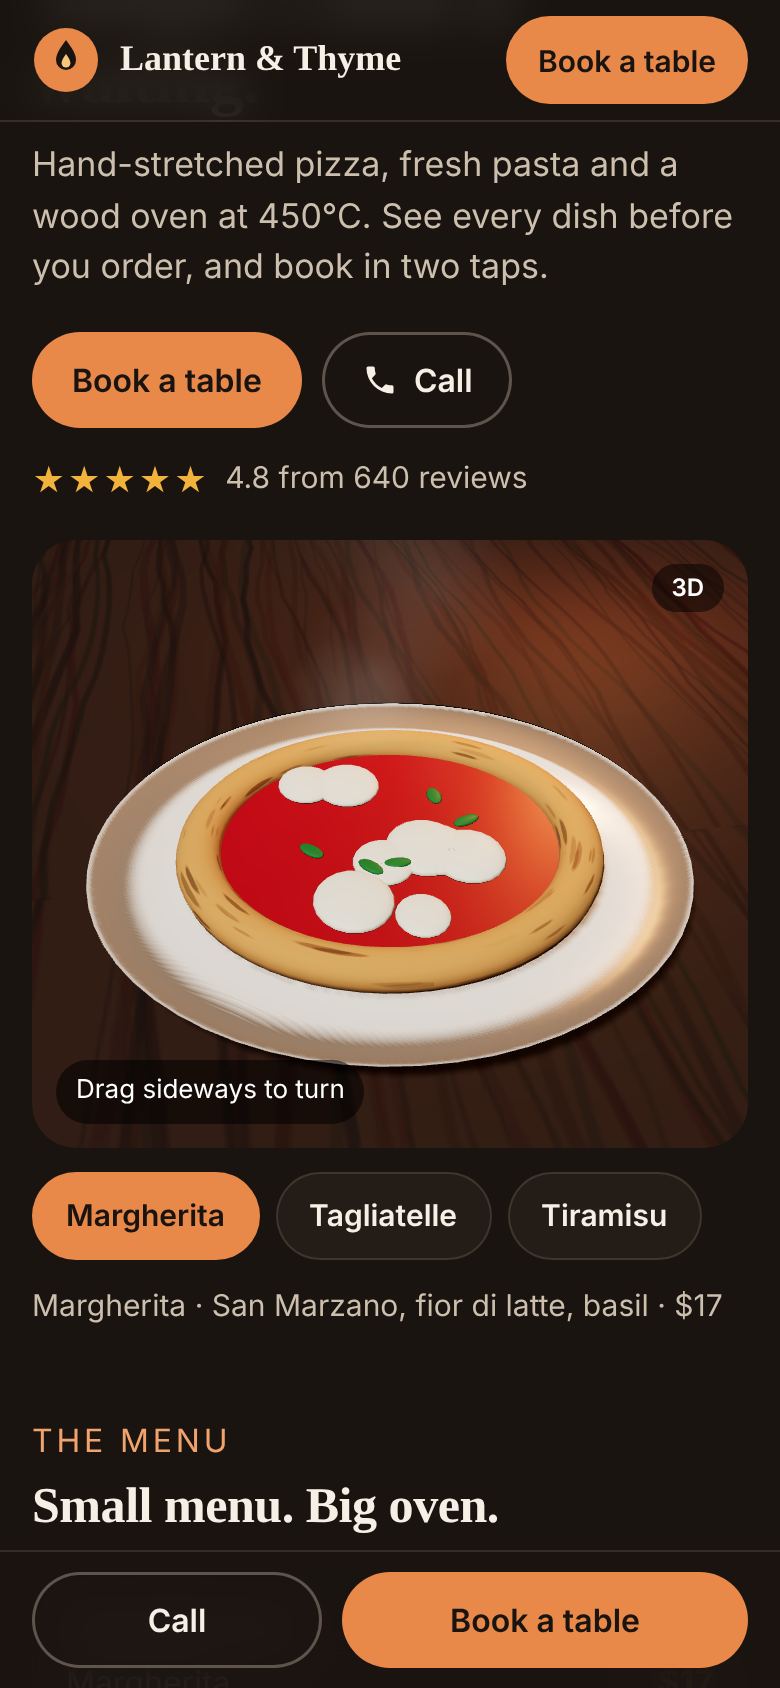 Lantern & Thyme
Book a table
Hand-stretched pizza, fresh pasta and a
wood oven at 450°C. See every dish before
you order, and book in two taps.
Book a table
Call
★★★★★ 4.8 from 640 reviews
3D
Drag sideways to turn
Margherita
Tagliatelle
Tiramisu
Margherita · San Marzano, fior di latte, basil · $17
THE MENU
Small menu. Big oven.
Call
Book a table
Margherita
$17